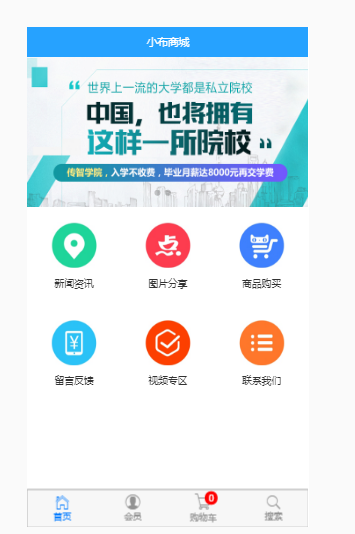 小布商城
“世界上一流的大学都是私立院校
中国，也将拥有
这样一所院校”
传智学院，入学不收费，毕业月薪达8000元再交学费
新闻资讯
点
图片分享
商品购买
¥
留言反馈
视频专区
联系我们
0
首页
会员
购物车
搜索